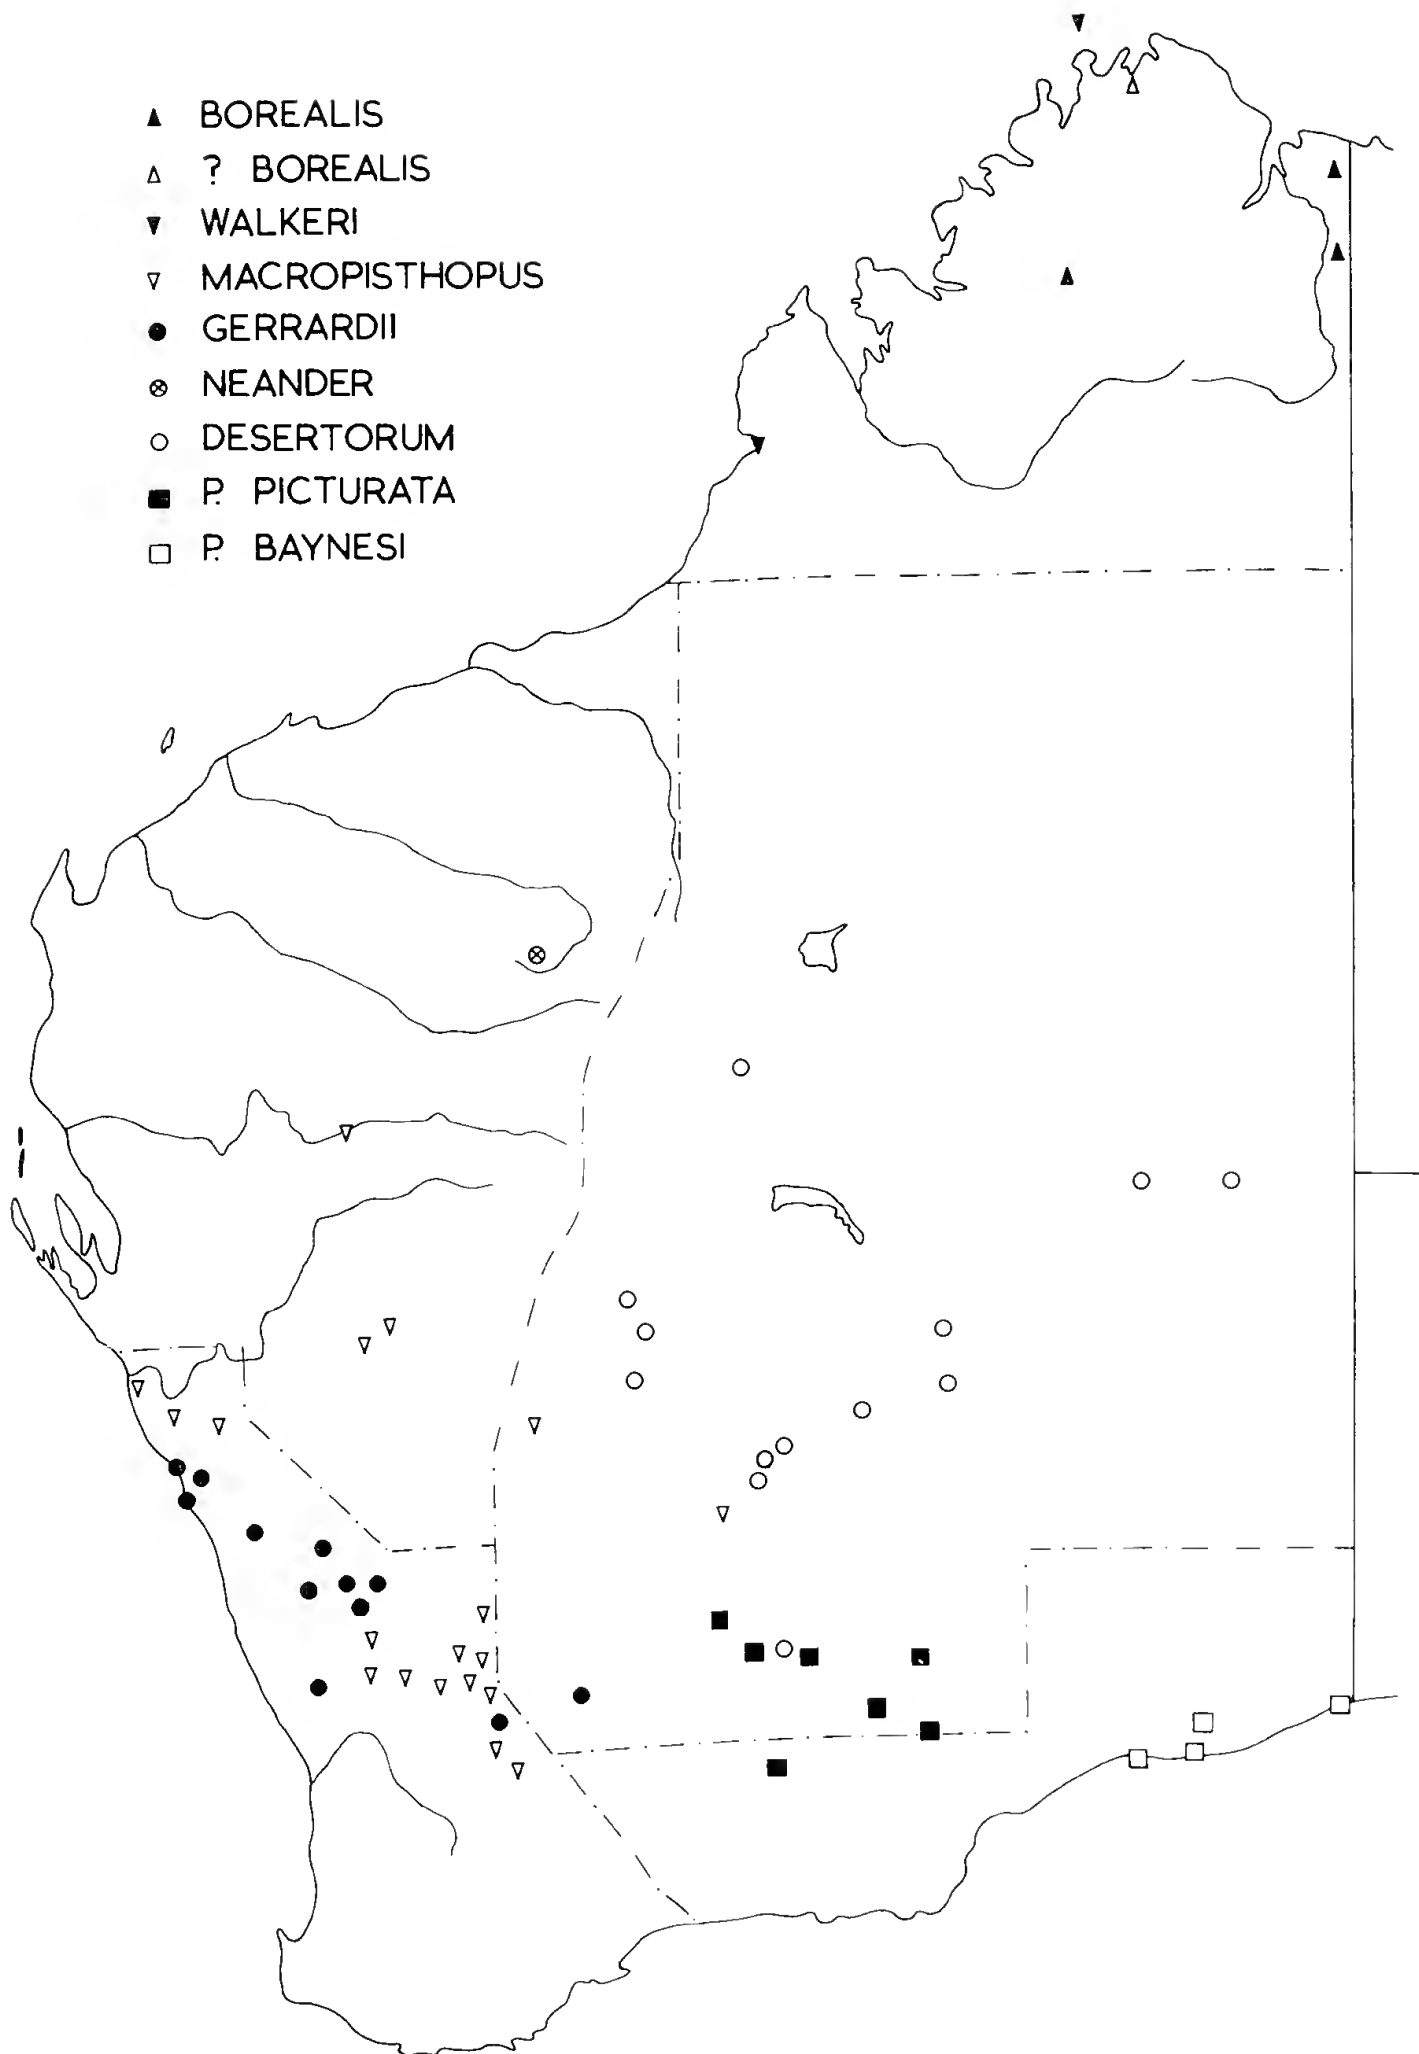 BOREALIS
? BOREALIS
WALKERI
MACROPISTHOPUS
GERRARDII
NEANDER
DESERTORUM
P. PICTURATA
P. BAYNESI